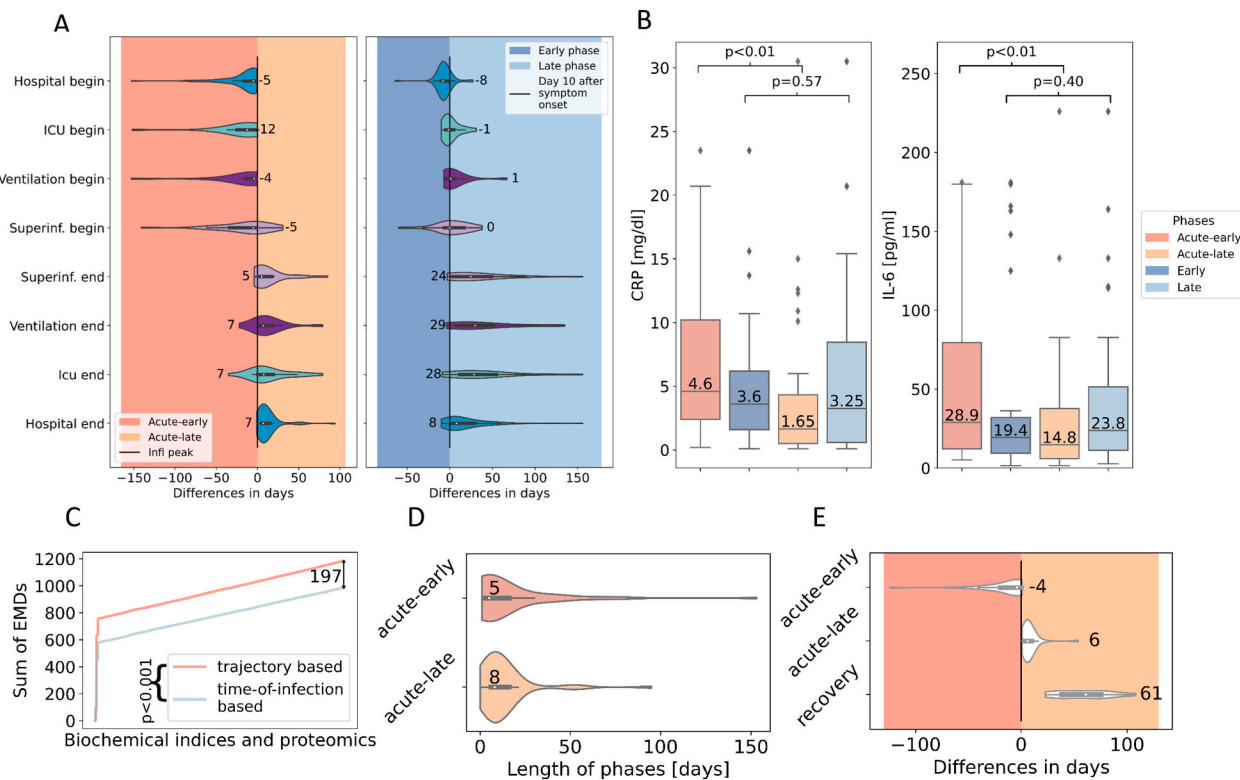 A
Hospital begin
ICU begin
Ventilation begin
Superinf. begin
Superinf. end
Ventilation end
Icu end
Hospital end
-5
-12
-4
-5
5
7
7
7
Acute-early
Acute-late
Infl peak
−150 −100 −50 0 50 100
Differences in days
Early phase
Late phase
Day 10 after
symptom
onset
-8
-1
1
0
24
29
28
8
−50 0 50 100 150
Differences in days
B
CRP [mg/dl]
30
25
20
15
10
5
0
p<0.01
p=0.57
4.6
3.6
1.65
3.25
IL-6 [pg/ml]
250
200
150
100
50
0
p<0.01
p=0.40
28.9
19.4
14.8
23.8
Phases
Acute-early
Acute-late
Early
Late
C
Sum of EMDs
1200
1000
800
600
400
200
0
197
p<0.001
trajectory based
time-of-infection
based
Biochemical indices and proteomics
D
acute-early
acute-late
5
8
0 50 100 150
Length of phases [days]
E
acute-early
acute-late
recovery
-4
6
61
−100 0 100
Differences in days